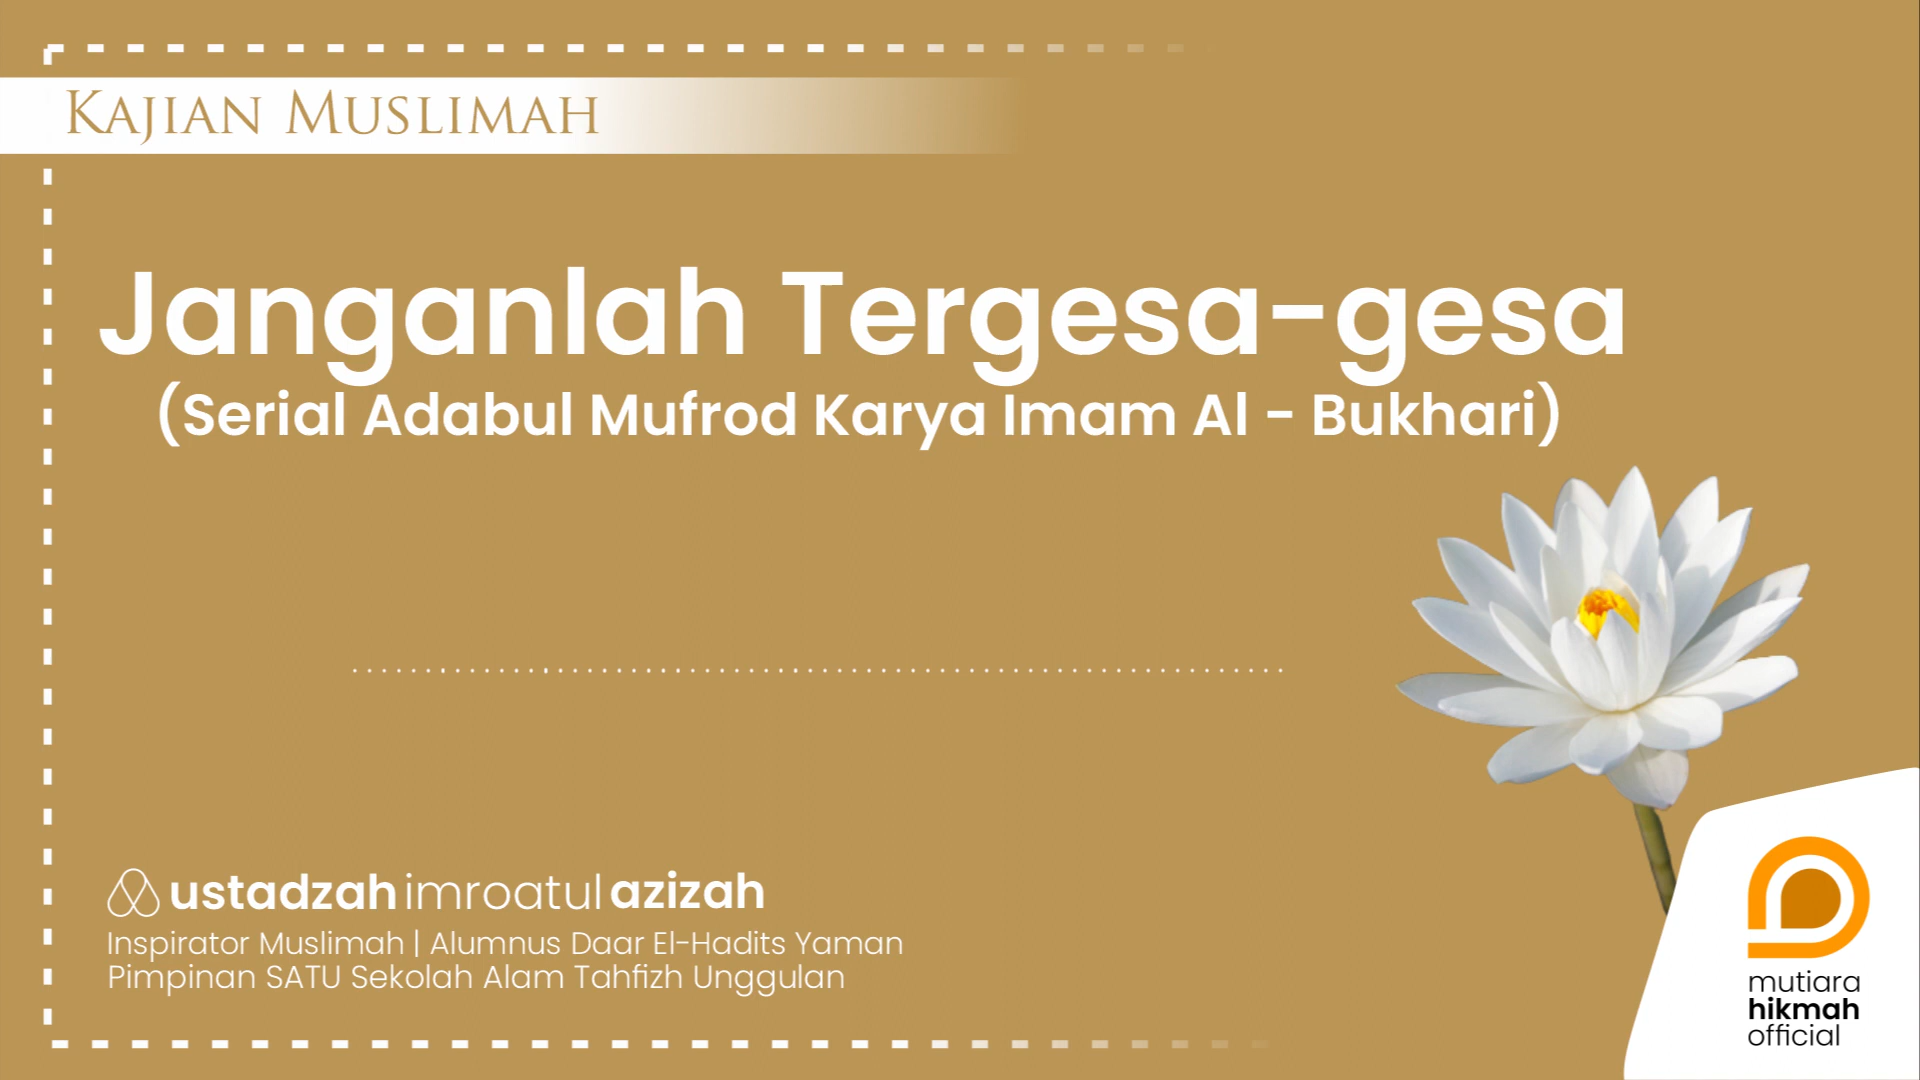 Kajian Muslimah
Janganlah Tergesa-gesa
(Serial Adabul Mufrod Karya Imam Al - Bukhari)
ustadzah imroatul azizah
Inspirator Muslimah | Alumnus Daar El-Hadits Yaman
Pimpinan SATU Sekolah Alam Tahfizh Unggulan
mutiara
hikmah
official